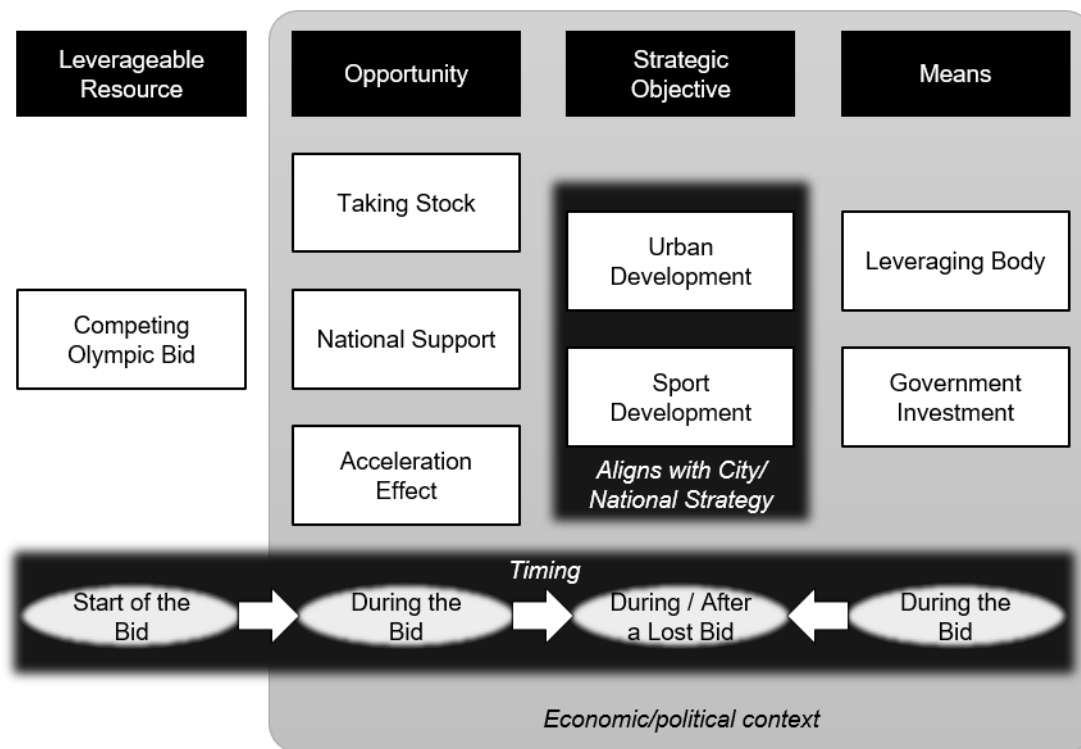 Leverageable
Resource
Opportunity
Strategic
Objective
Means
Taking Stock
Urban
Development
Leveraging Body
Competing
Olympic Bid
National Support
Sport
Development
Government
Investment
Acceleration
Effect
Aligns with City/
National Strategy
Timing
Start of the
Bid
During the
Bid
During / After
a Lost Bid
During the
Bid
Economic/political context